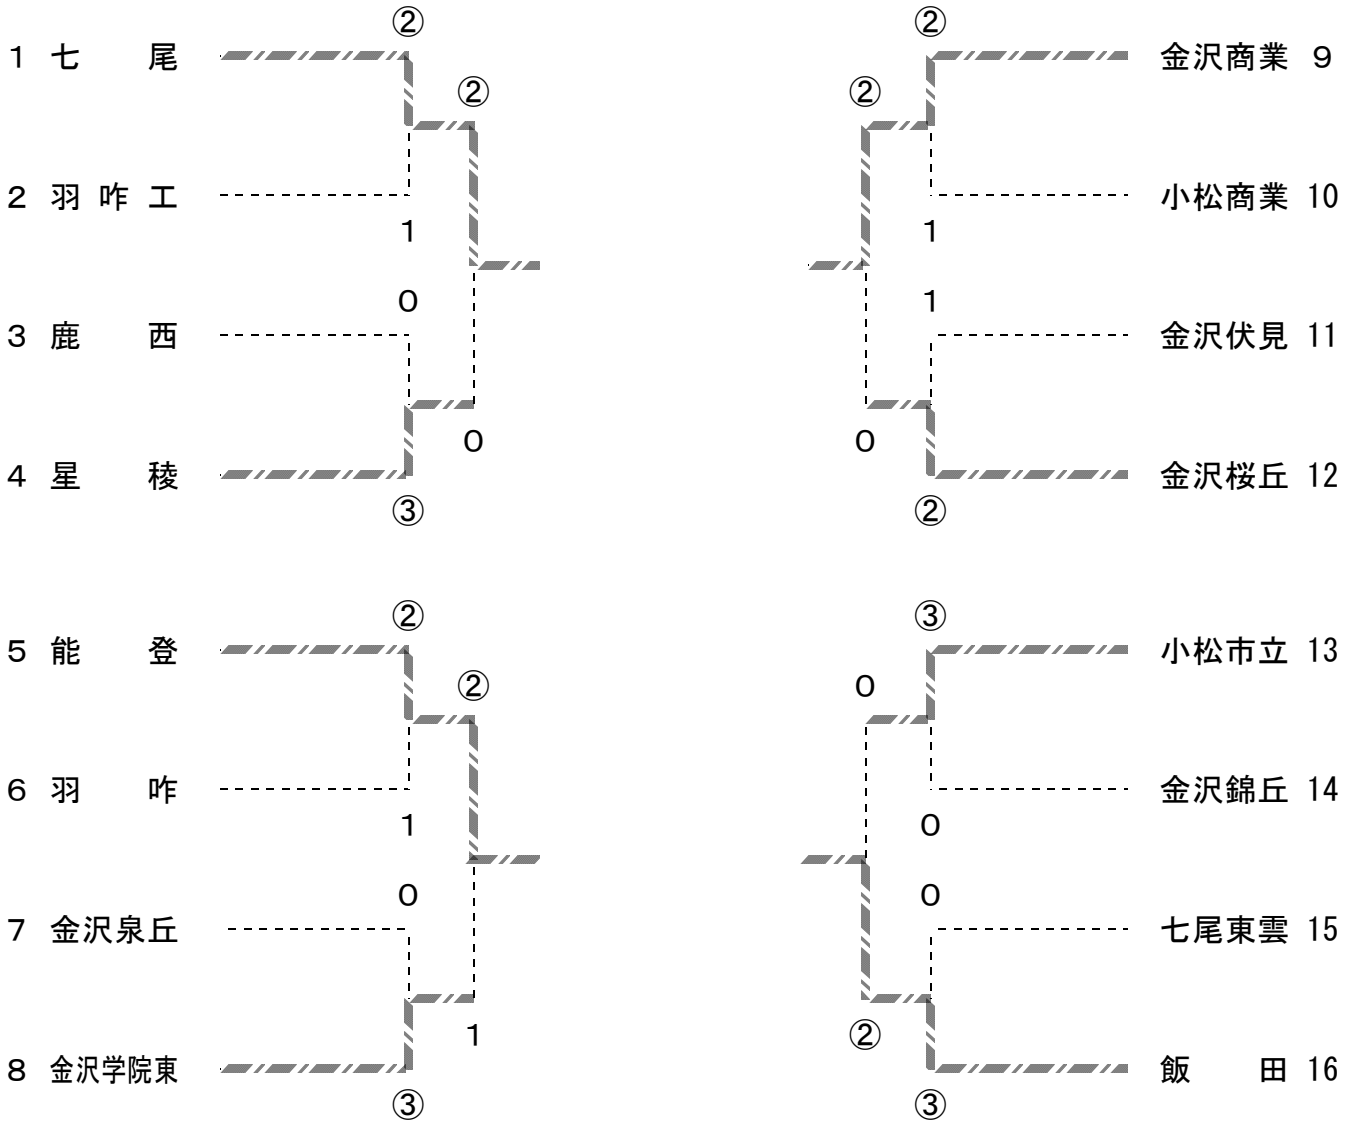 ② ②
1 七 尾 金沢商業 9
② ②
2 羽 咋 工 小松商業 10
1 1
0 1
3 鹿 西 金沢伏見 11
0 0
4 星 稜 金沢桜丘 12
③ ②
② ③
5 能 登 小松市立 13
② 0
6 羽 咋 金沢錦丘 14
1 0
0 0
7 金沢泉丘 七尾東雲 15
1 ②
8 金沢学院東 飯 田 16
③ ③